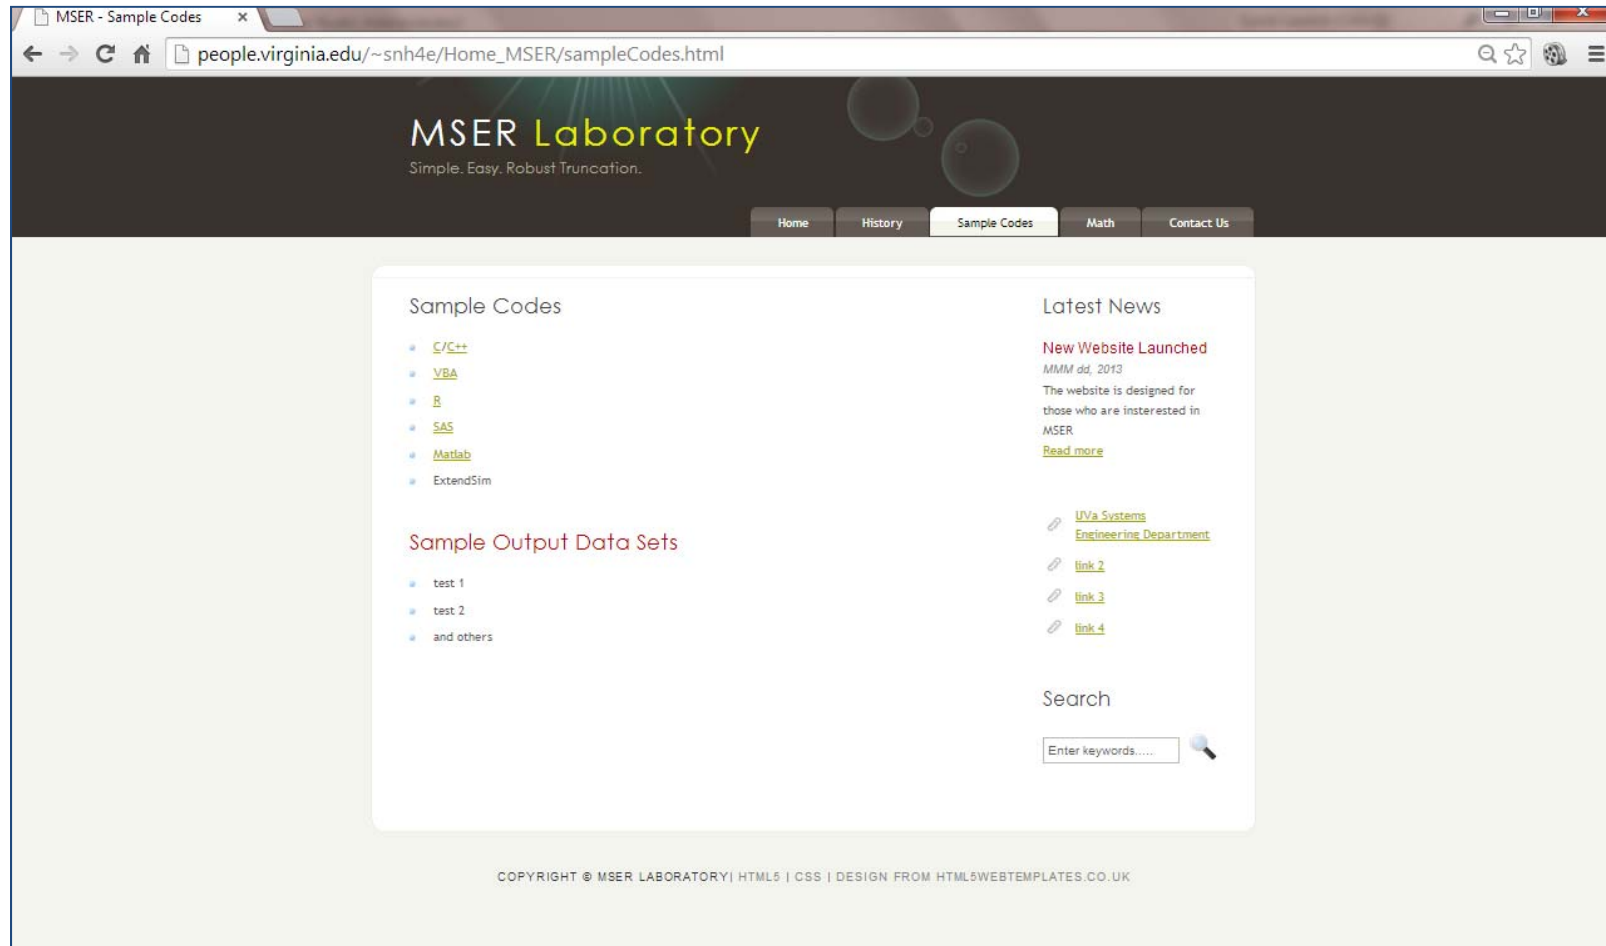 MSER - Sample Codes
people.virginia.edu/~snh4e/Home_MSER/sampleCodes.html
MSER Laboratory
Simple. Easy. Robust Truncation.
Home
History
Sample Codes
Math
Contact Us
Sample Codes
C/C++
VBA
R
SAS
Matlab
ExtendSim
Sample Output Data Sets
test 1
test 2
and others
Latest News
New Website Launched
MMM dd, 2013
The website is designed for
those who are insterested in
MSER
Read more
UVa Systems
Engineering Department
link 2
link 3
link 4
Search
Enter keywords.....
COPYRIGHT © MSER LABORATORY| HTML5 | CSS | DESIGN FROM HTML5WEBTEMPLATES.CO.UK